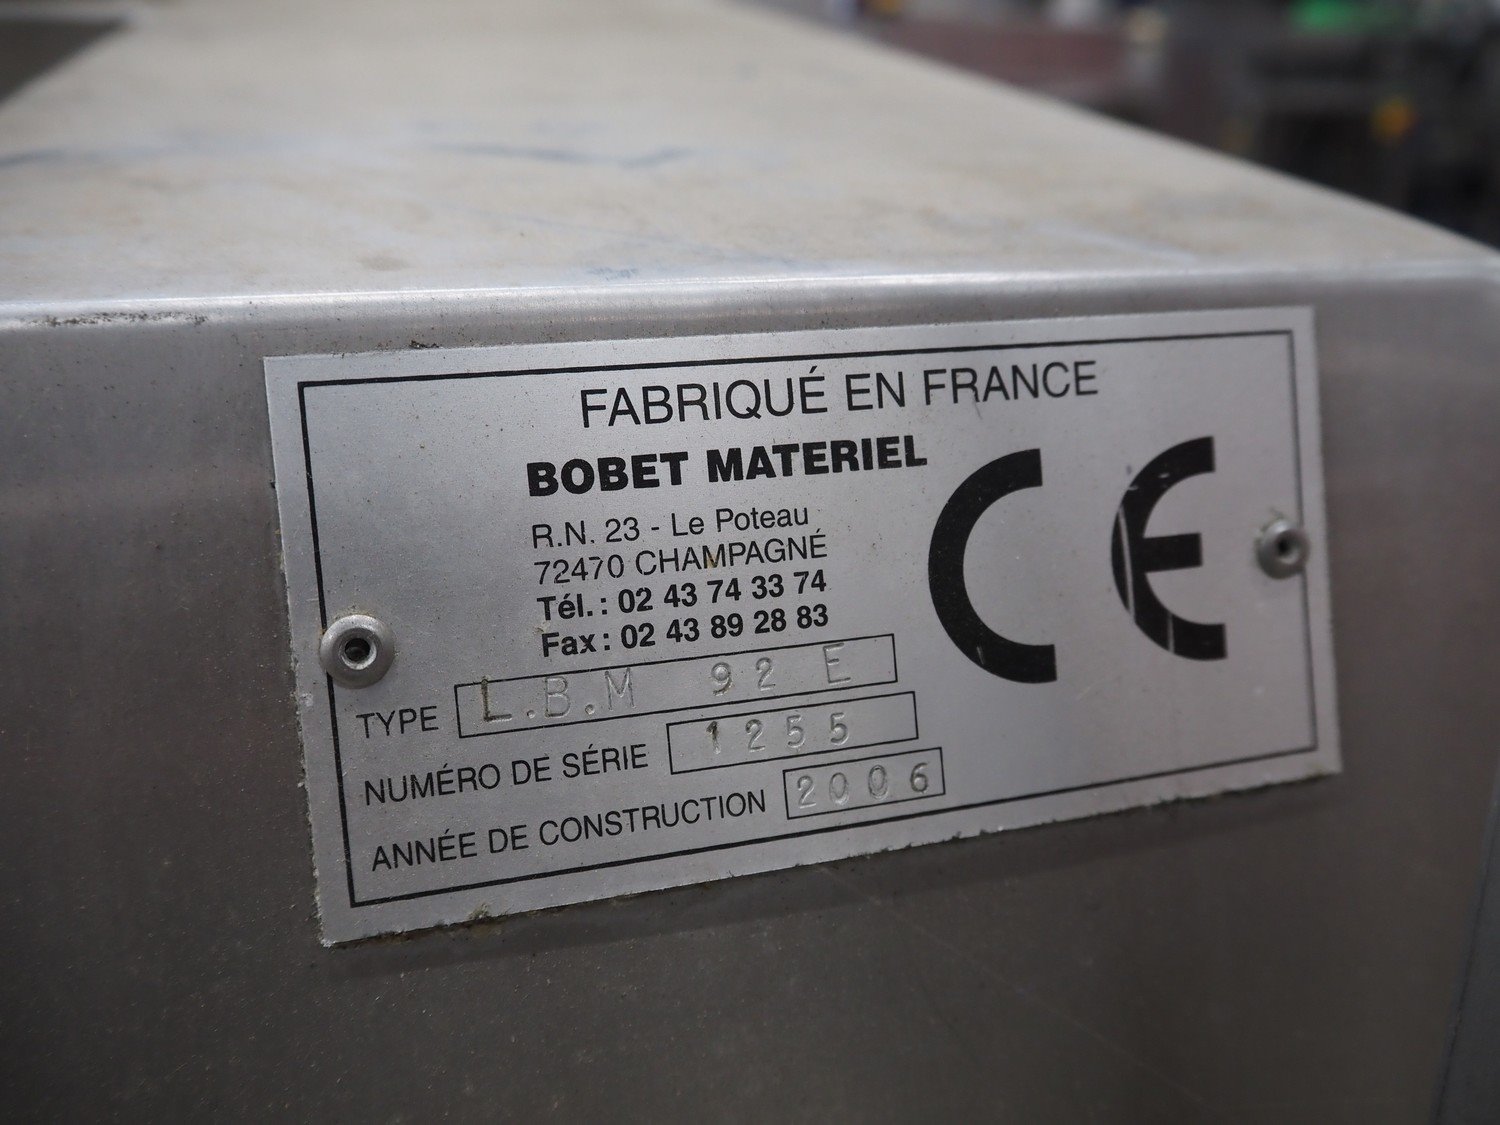 FABRIQUÉ EN FRANCE
BOBET MATERIEL
R.N. 23 - Le Poteau
72470 CHAMPAGNÉ
Tél. : 02 43 74 33 74
Fax : 02 43 89 28 83
CE
TYPE L.B.M 92 E
NUMÉRO DE SÉRIE 1255
ANNÉE DE CONSTRUCTION 2006